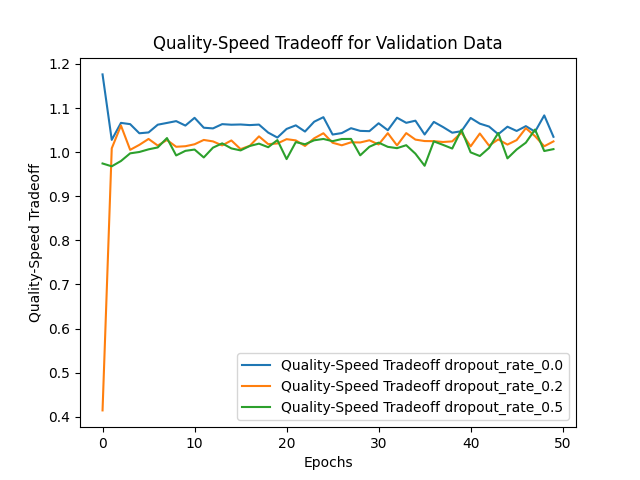 Quality-Speed Tradeoff for Validation Data
1.2
1.1
1.0
0.9
0.8
0.7
0.6
0.5
0.4
Quality-Speed Tradeoff
Quality-Speed Tradeoff dropout_rate_0.0
Quality-Speed Tradeoff dropout_rate_0.2
Quality-Speed Tradeoff dropout_rate_0.5
0 10 20 30 40 50
Epochs